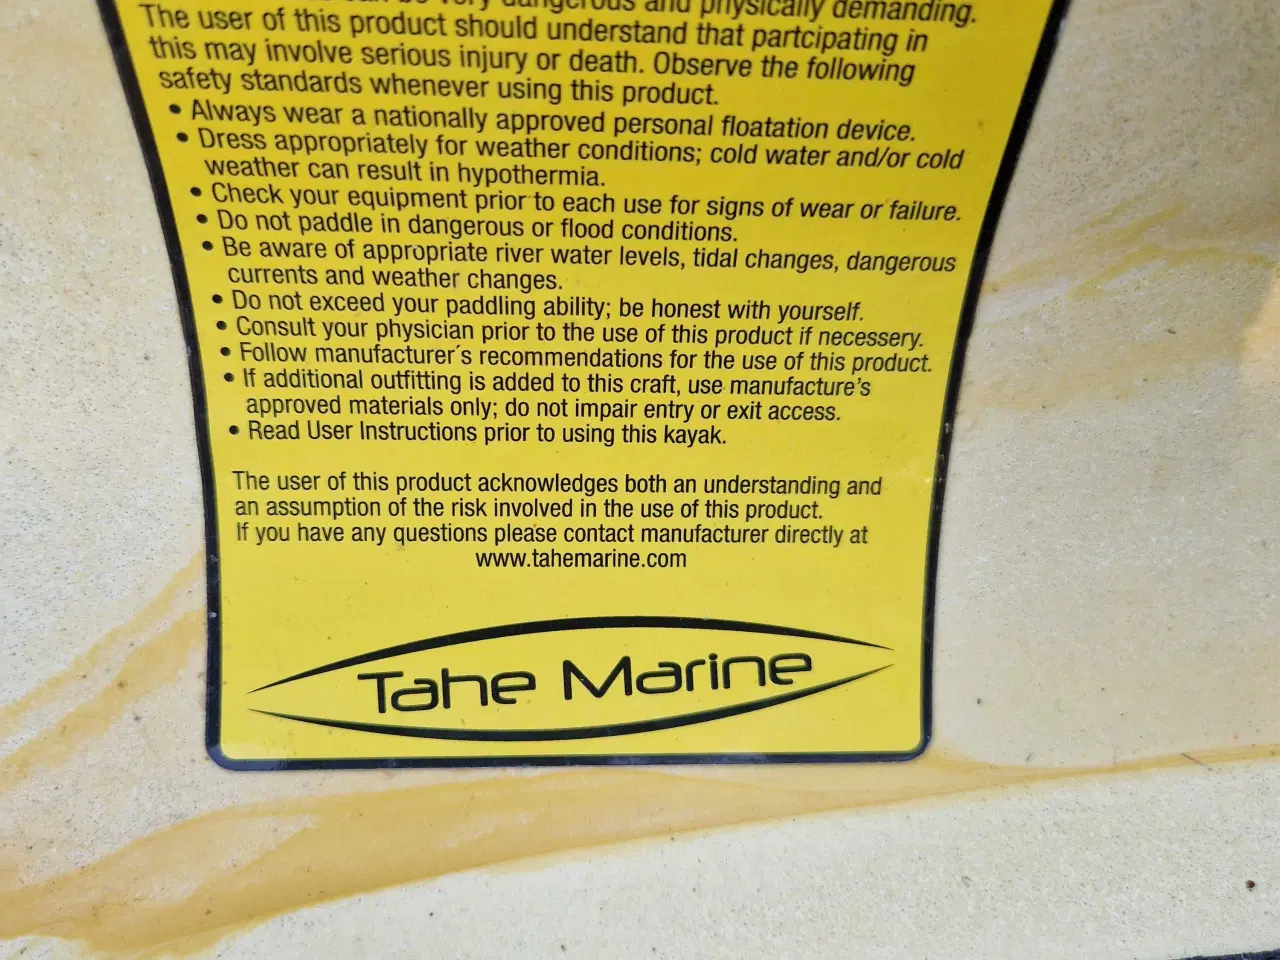 can be very dangerous and physically demanding.
The user of this product should understand that partcipating in
this may involve serious injury or death. Observe the following
safety standards whenever using this product.
• Always wear a nationally approved personal floatation device.
• Dress appropriately for weather conditions; cold water and/or cold
weather can result in hypothermia.
• Check your equipment prior to each use for signs of wear or failure.
• Do not paddle in dangerous or flood conditions.
• Be aware of appropriate river water levels, tidal changes, dangerous
currents and weather changes.
• Do not exceed your paddling ability; be honest with yourself.
• Consult your physician prior to the use of this product if necessery.
• Follow manufacturer´s recommendations for the use of this product.
• If additional outfitting is added to this craft, use manufacture's
approved materials only; do not impair entry or exit access.
• Read User Instructions prior to using this kayak.
The user of this product acknowledges both an understanding and
an assumption of the risk involved in the use of this product.
If you have any questions please contact manufacturer directly at
www.tahemarine.com
Tahe Marine